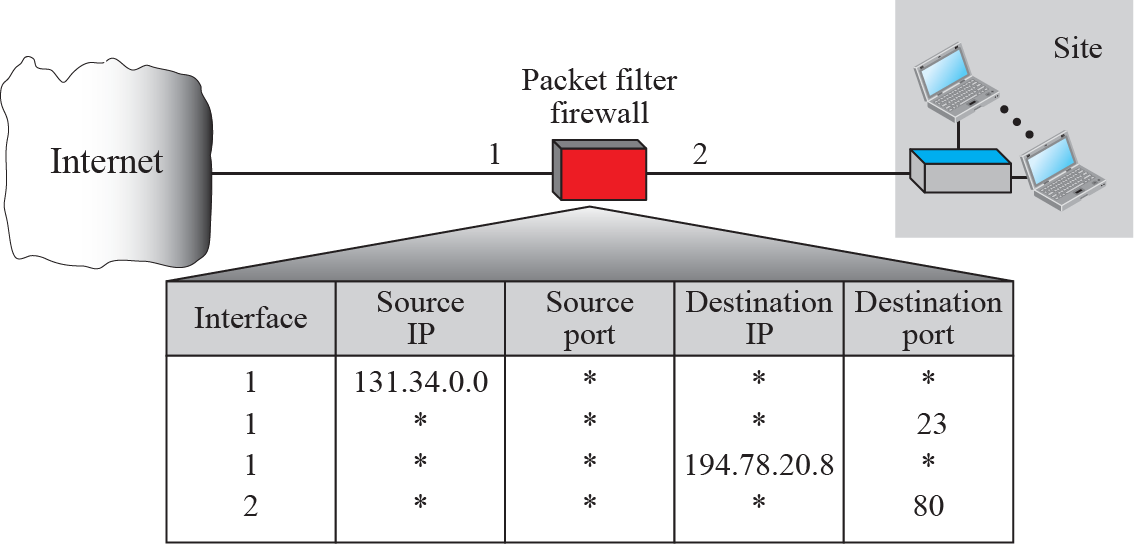 Site
Packet filter
firewall
Internet
1
2
Interface
Source
IP
Source
port
Destination
IP
Destination
port
1 131.34.0.0 * * *
1 * * * 23
1 * * 194.78.20.8 *
2 * * * 80